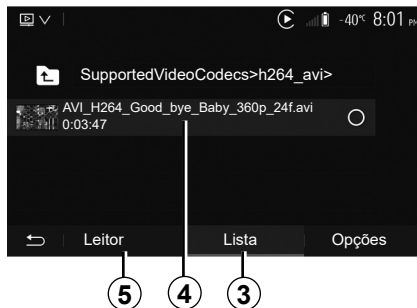 -40°C 8:01 PM
SupportedVideoCodecs>h264_avi>
AVI_H264_Good_bye_Baby_360p_24f.avi
0:03:47
Leitor Lista Opções
5 4 3